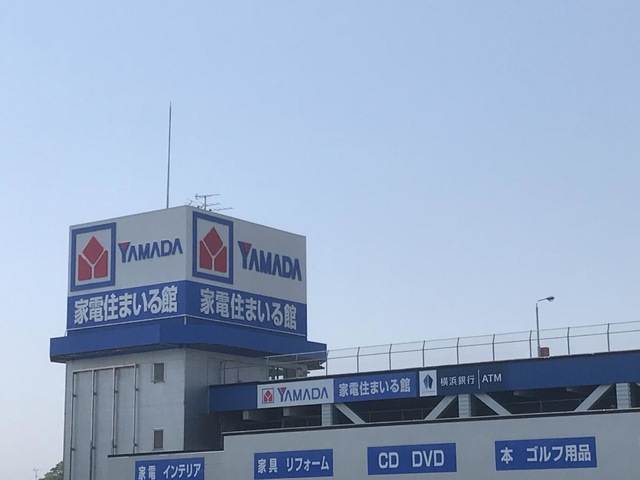 YAMADA
家電住まいる館
YAMADA
家電住まいる館
YAMADA 家電住まいる館 横浜銀行 ATM
家電 インテリア
家具 リフォーム
CD DVD
本 ゴルフ用品